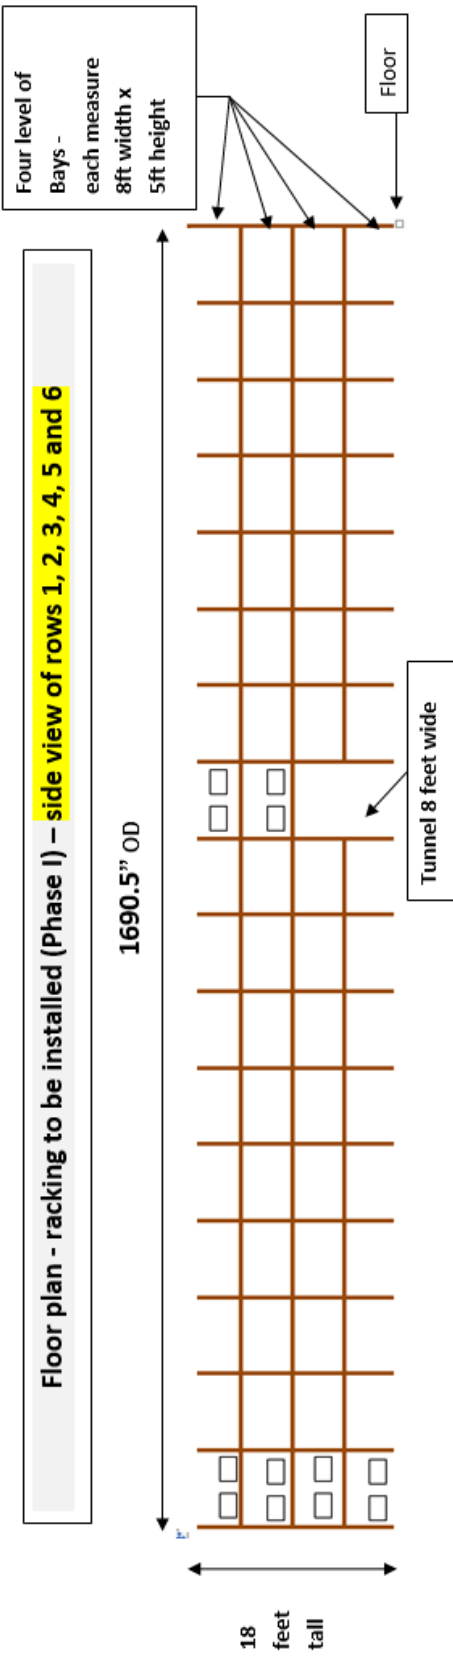 Floor plan - racking to be installed (Phase I) – side view of rows 1, 2, 3, 4, 5 and 6
Four level of
Bays -
each measure
8ft width x
5ft height
1690.5” OD
18
feet
tall
Floor
Tunnel 8 feet wide